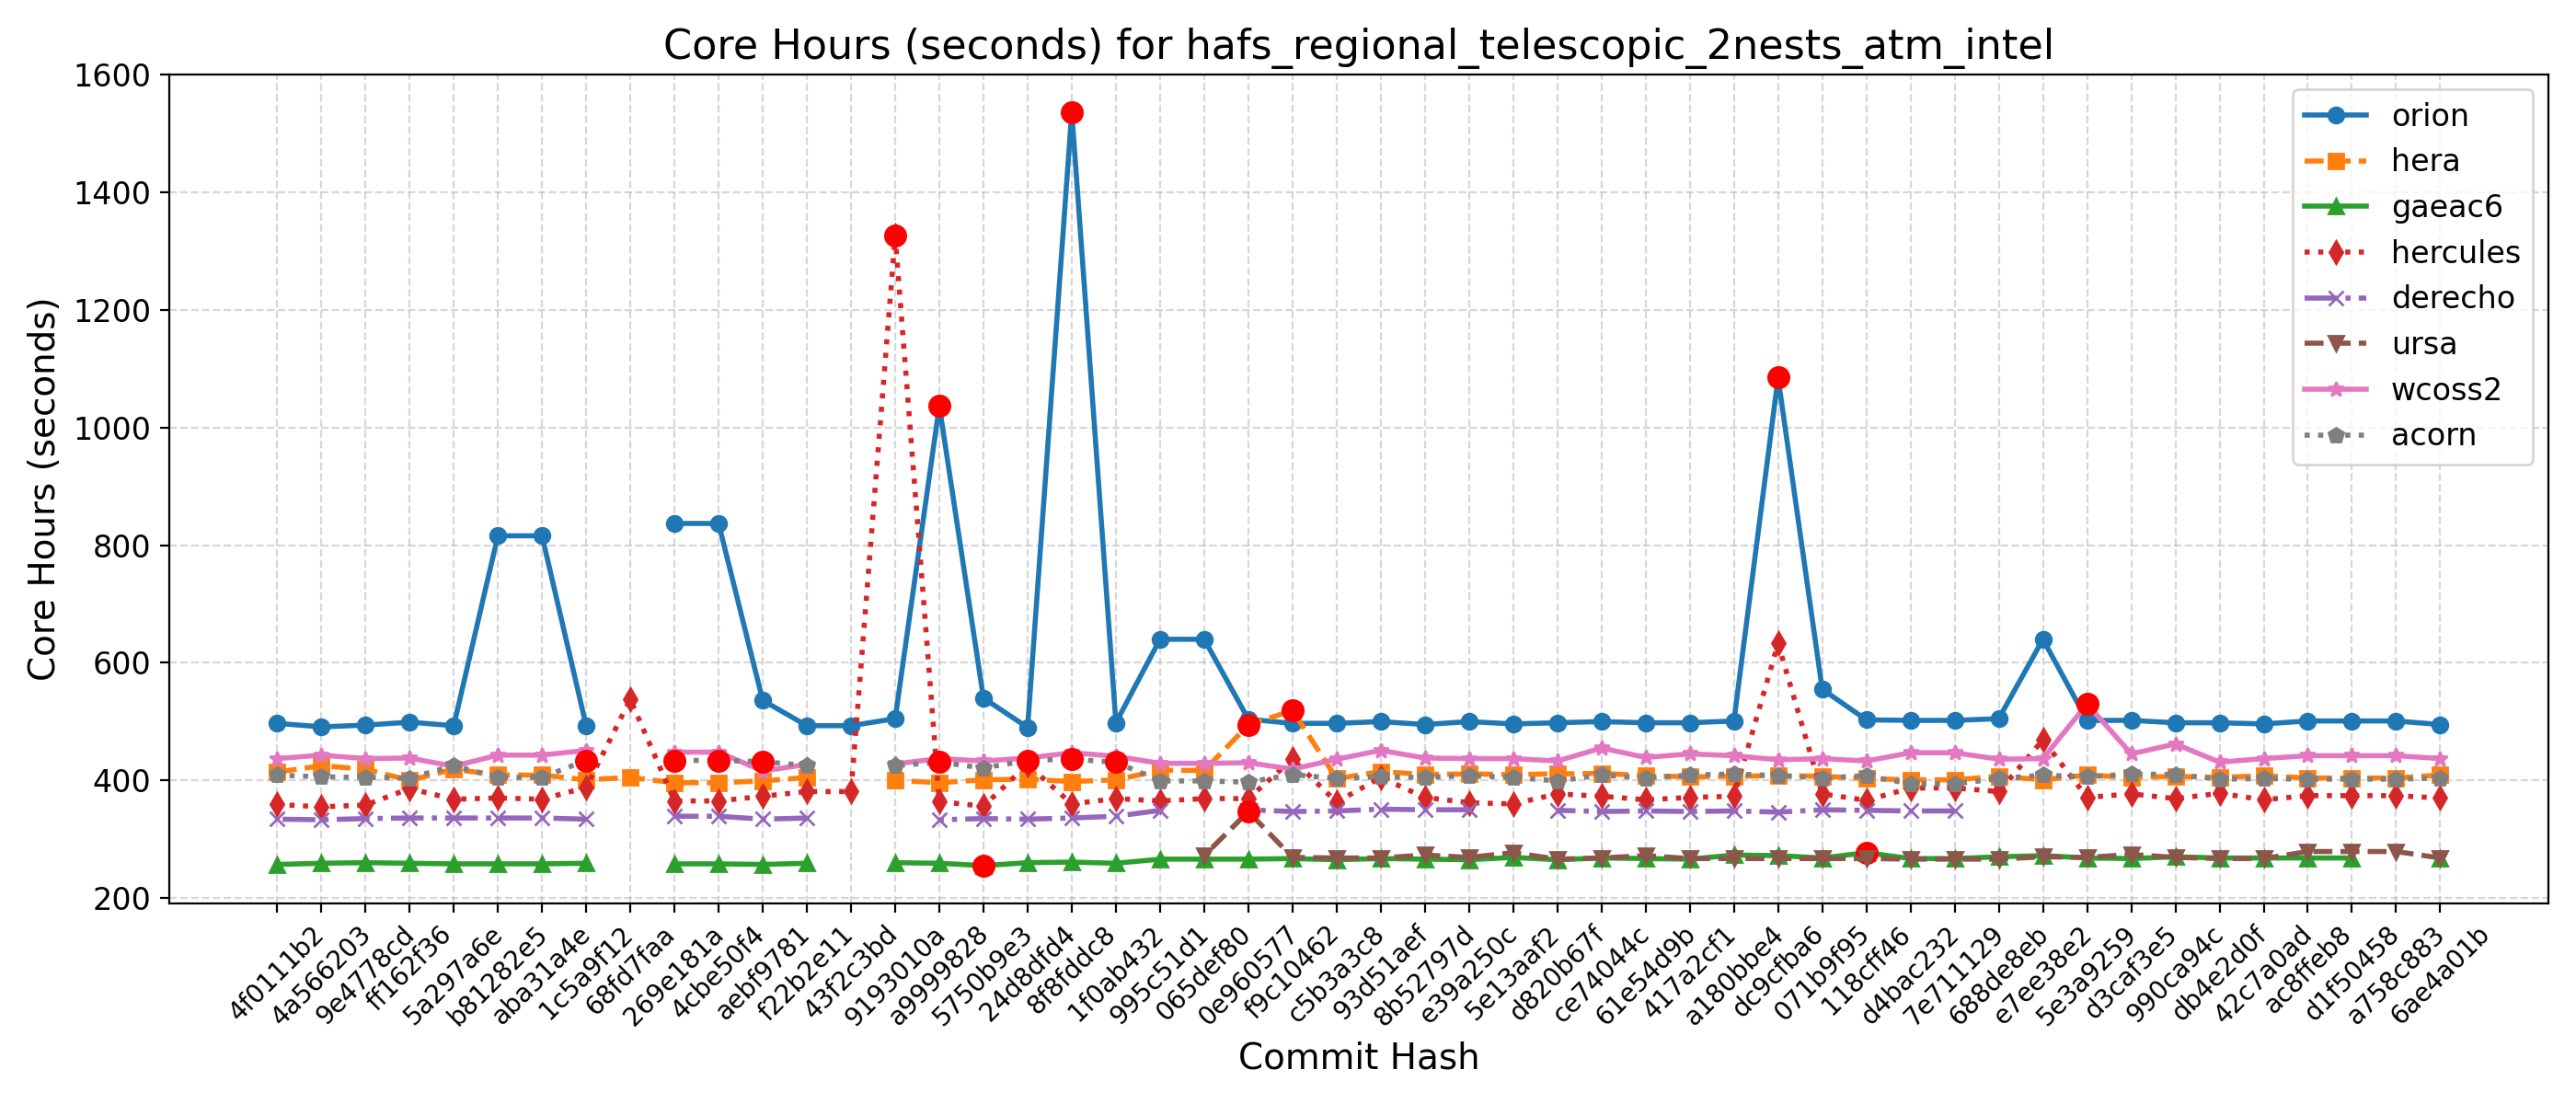 Core Hours (seconds) for hafs_regional_telescopic_2nests_atm_intel
Core Hours (seconds)
1600
1400
1200
1000
800
600
400
200
orion
hera
gaeac6
hercules
derecho
ursa
wcoss2
acorn
4f0111b2
4a566203
9e4778cd
ff162f36
5a297a6e
b81282e5
aba31a4e
1c5a9f12
68fd7faa
269e181a
4cbe50f4
aebf9781
f22b2e11
43f2c3bd
9193010a
a9999828
5750b9e3
24d8dfd4
8f8fddc8
1f0ab432
995c51d1
065def80
0e960577
f9c10462
c5b3a3c8
93d51aef
8b52797d
e39a250c
5e13aaf2
d820b67f
ce74044c
61e54d9b
417a2cf1
a180bbe4
dc9cfba6
071b9f95
118cff46
d4bac232
7e711129
688de8eb
e7ee38e2
5e3a9259
d3caf3e5
990ca94c
db4e2d0f
42c7a0ad
ac8ffeb8
d1f50458
a758c883
6ae4a01b
Commit Hash